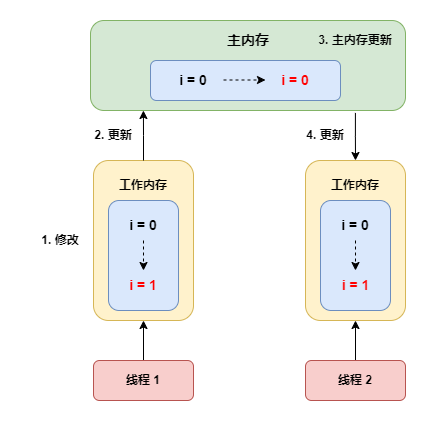 主内存
3. 主内存更新
i = 0
i = 0
2. 更新
4. 更新
工作内存
工作内存
i = 0
i = 0
1. 修改
i = 1
i = 1
线程 1
线程 2